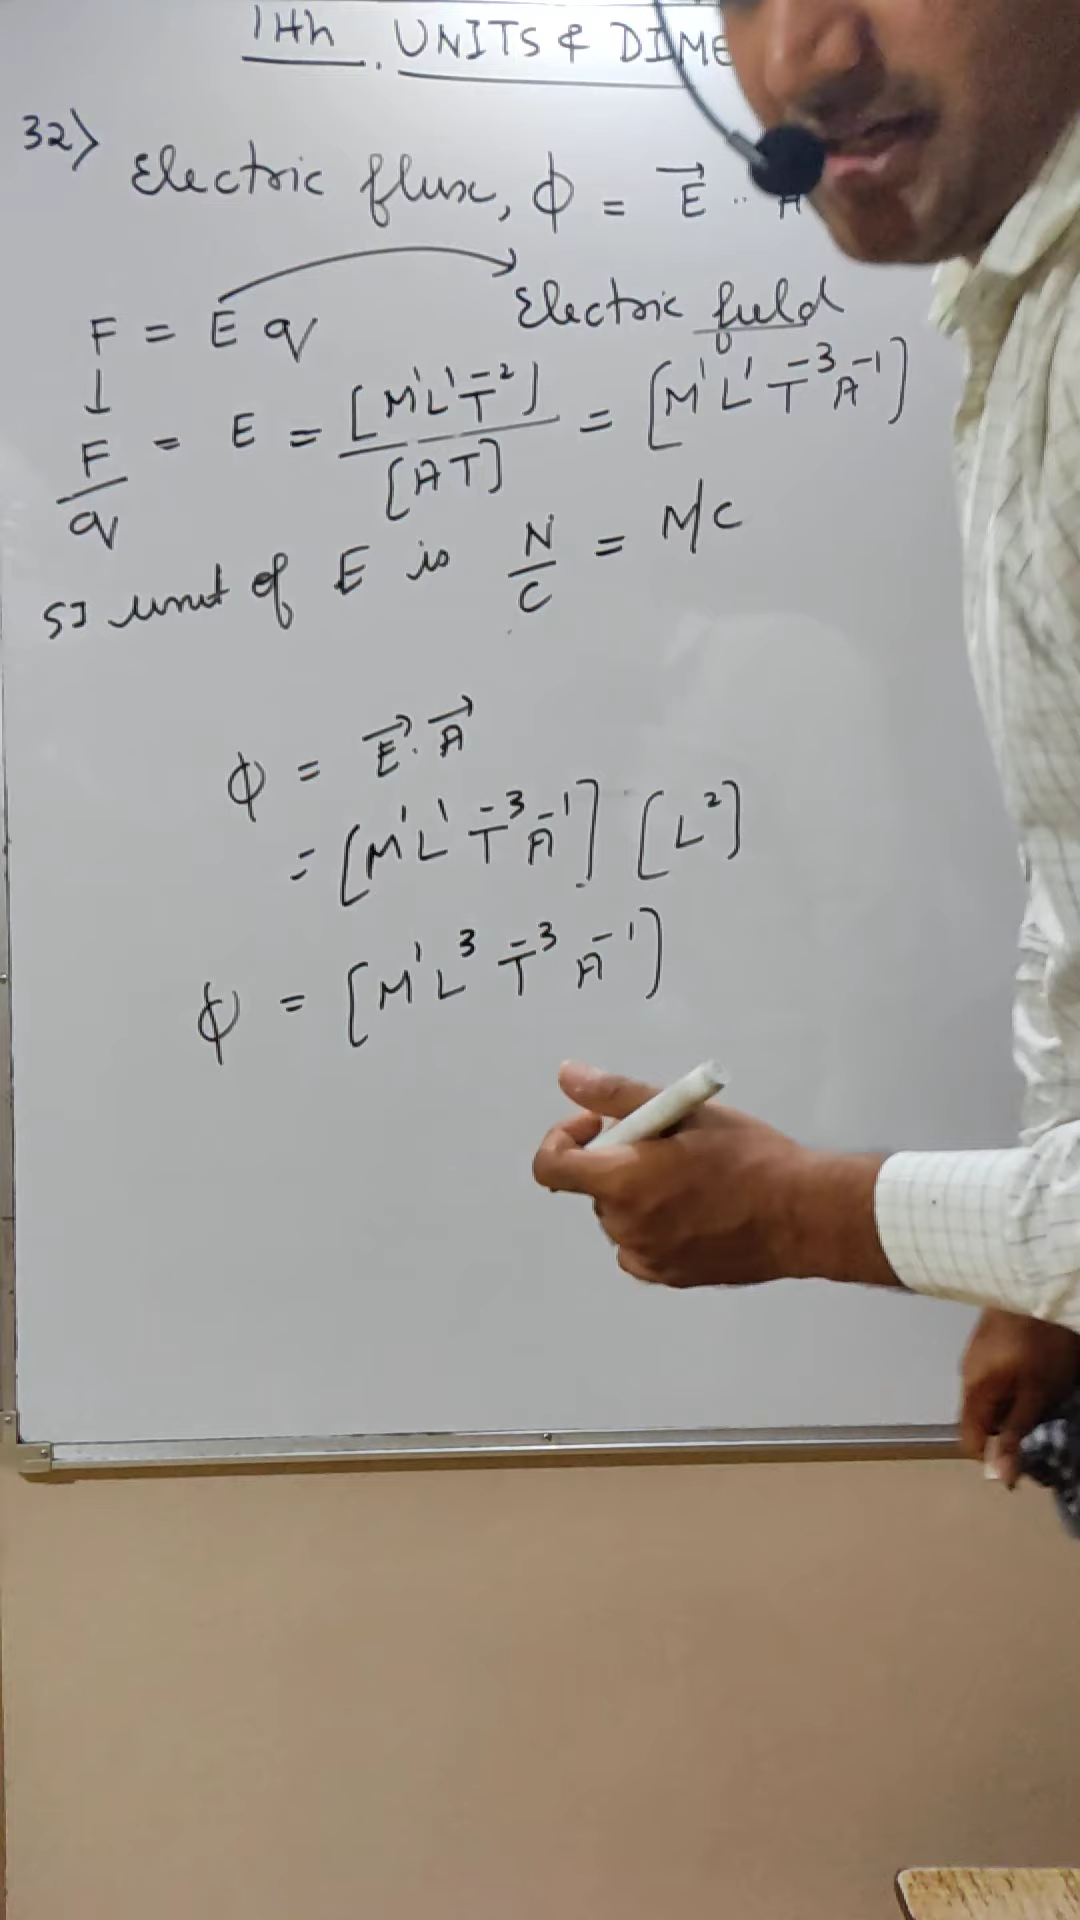 11th. UNITS & DIME
32) Electric flux, ϕ = E⃗ . A
F = E q Electric field
↓
F/q = E = [M¹L¹T⁻²]/[AT] = [M¹L¹T⁻³A⁻¹]
SI unit of E is N/C = N/C
ϕ = E⃗.A⃗
= [M¹L¹T⁻³A⁻¹] [L²]
ϕ = [M¹L³T⁻³A⁻¹]